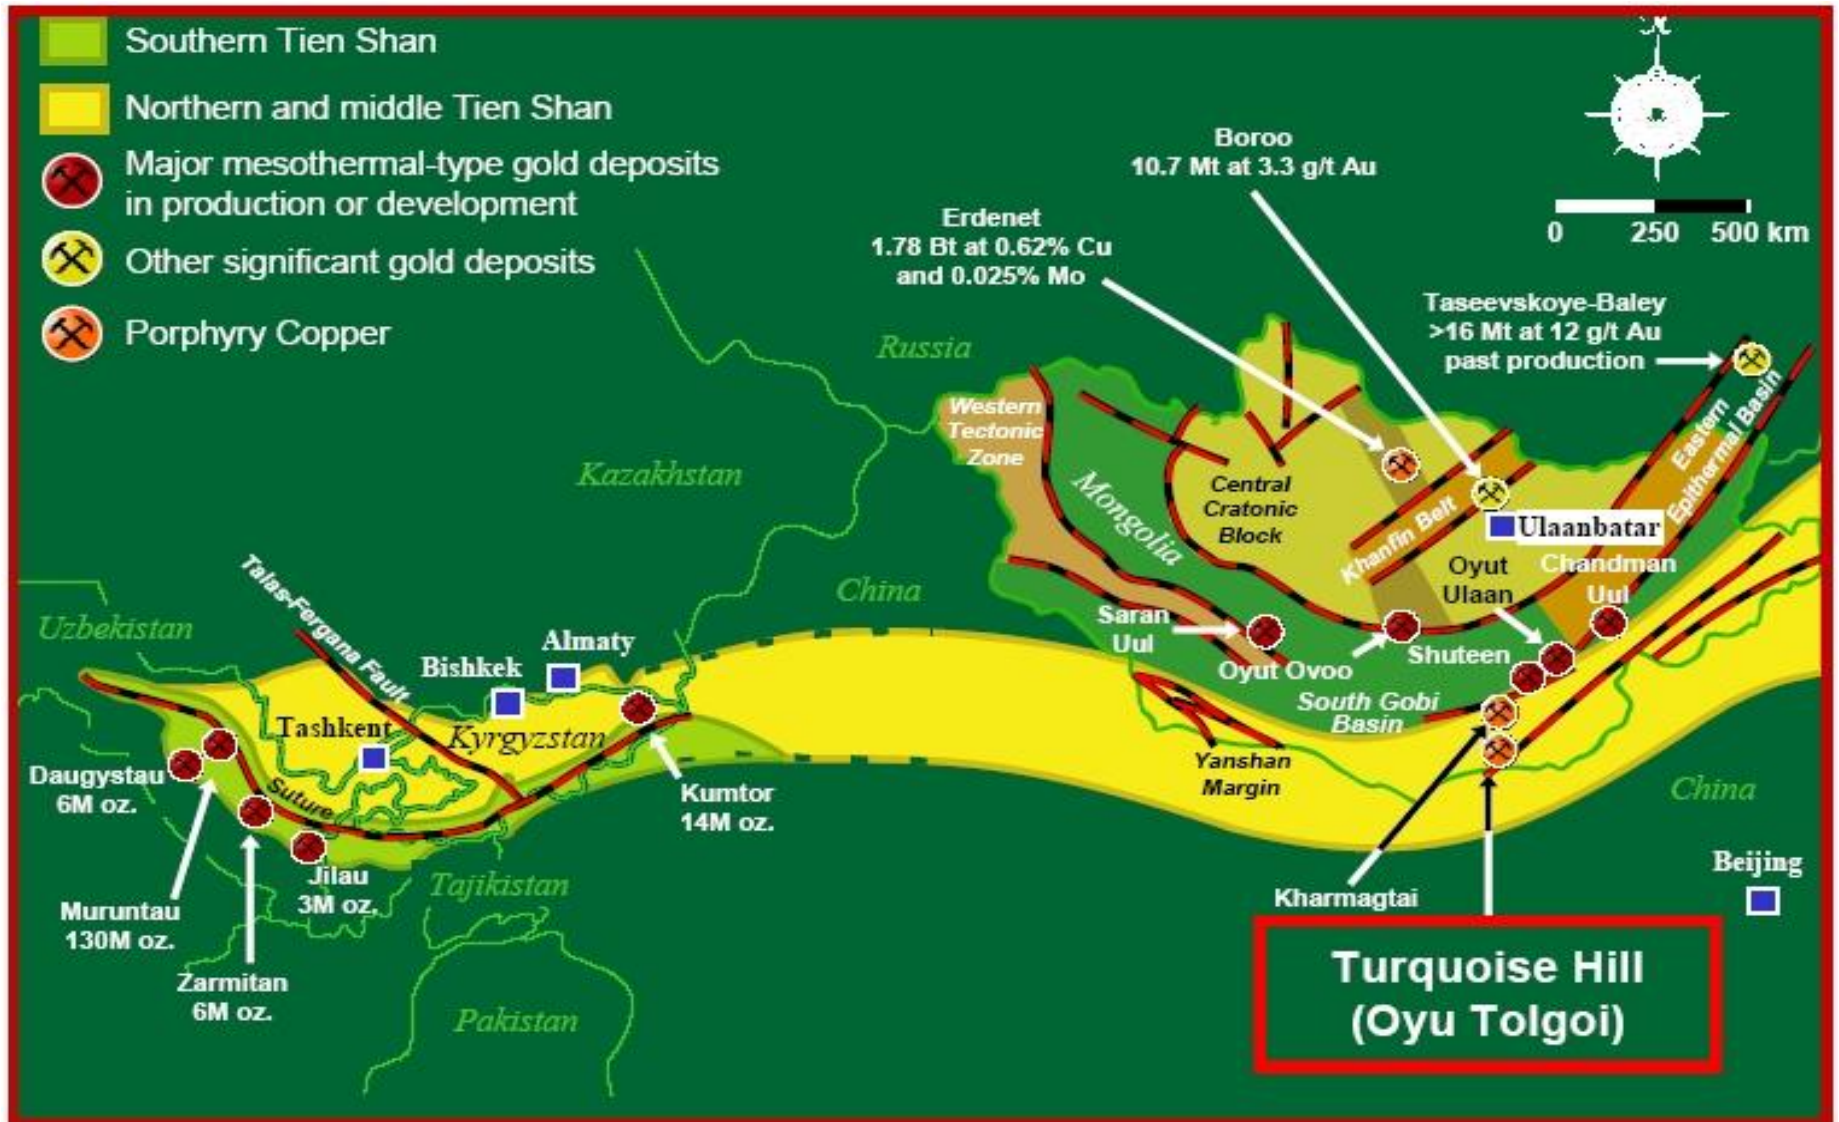 Southern Tien Shan
Northern and middle Tien Shan
Major mesothermal-type gold deposits
in production or development
Other significant gold deposits
Porphyry Copper
Boroo
10.7 Mt at 3.3 g/t Au
Erdenet
1.78 Bt at 0.62% Cu
and 0.025% Mo
0 250 500 km
Taseevskoye-Baley
>16 Mt at 12 g/t Au
past production
Russia
Kazakhstan
China
Uzbekistan
Western
Tectonic
Zone
Mongolia
Central
Cratonic
Block
Khanfin Belt
Eastern
Epithermal Basin
Ulaanbatar
Oyut
Ulaan
Chandman
Uul
Saran
Uul
Oyut Ovoo
Shuteen
South Gobi
Basin
Yanshan
Margin
Talas-Fergana Fault
Almaty
Bishkek
Tashkent
Kyrgyzstan
Suture
Daugystau
6M oz.
Kumtor
14M oz.
Jilau
3M oz.
Muruntau
130M oz.
Zarmitan
6M oz.
Tajikistan
Pakistan
China
Beijing
Kharmagtai
Turquoise Hill
(Oyu Tolgoi)